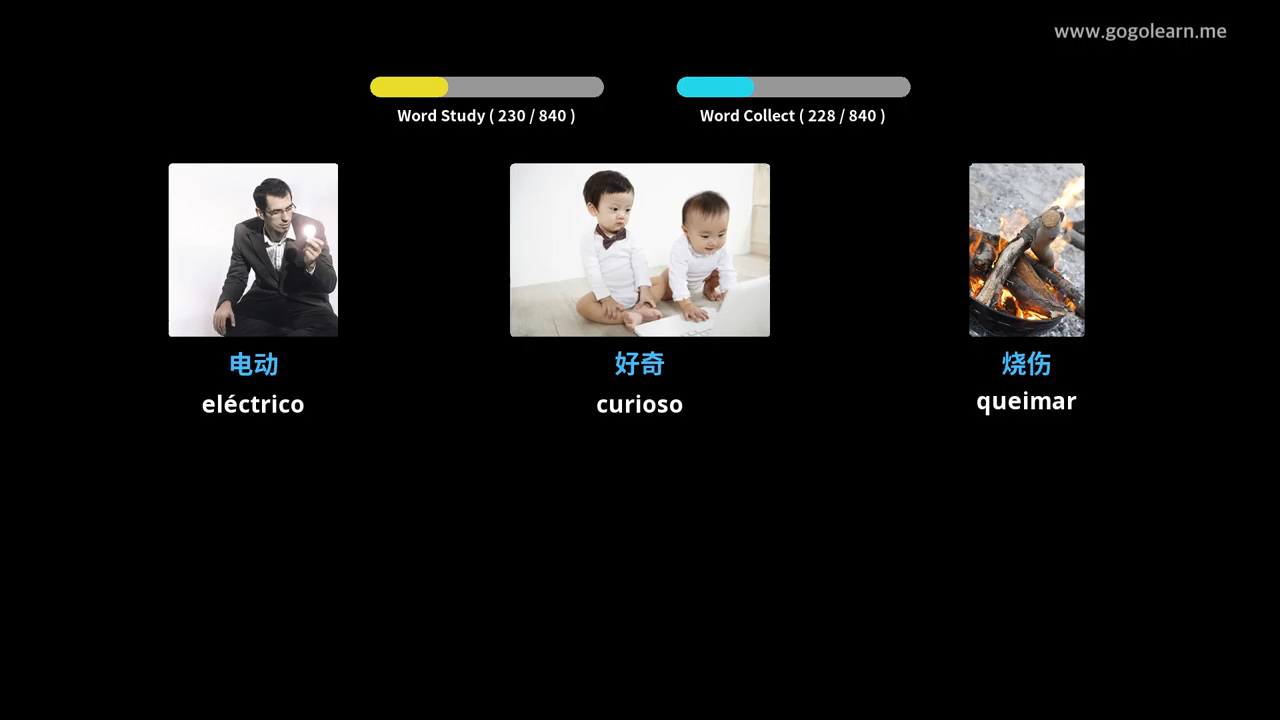 www.gogolearn.me
Word Study ( 230 / 840 )
Word Collect ( 228 / 840 )
电动
好奇
烧伤
eléctrico
curioso
queimar